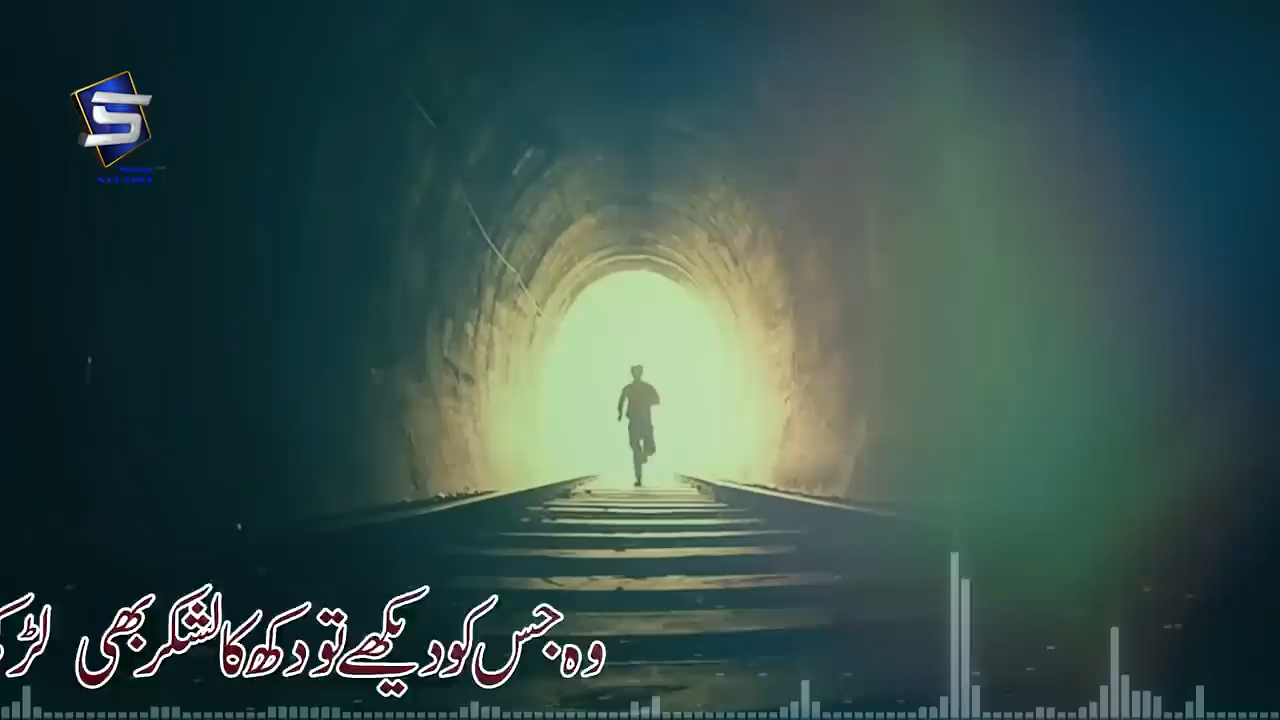 وہ جس کو دیکھے تو دکھ کا لشکر بھی
S